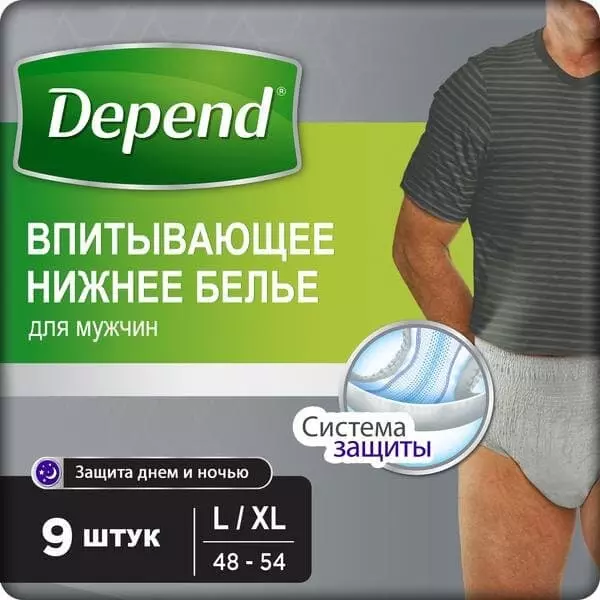 Depend®
ВПИТЫВАЮЩЕЕ
НИЖНЕЕ БЕЛЬЕ
для мужчин
Система
защиты
Защита днем и ночью
9 штук
L / XL
48 - 54